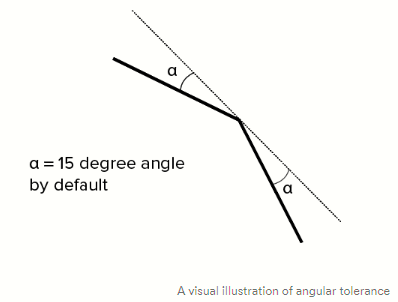 α
α = 15 degree angle
by default
α
A visual illustration of angular tolerance